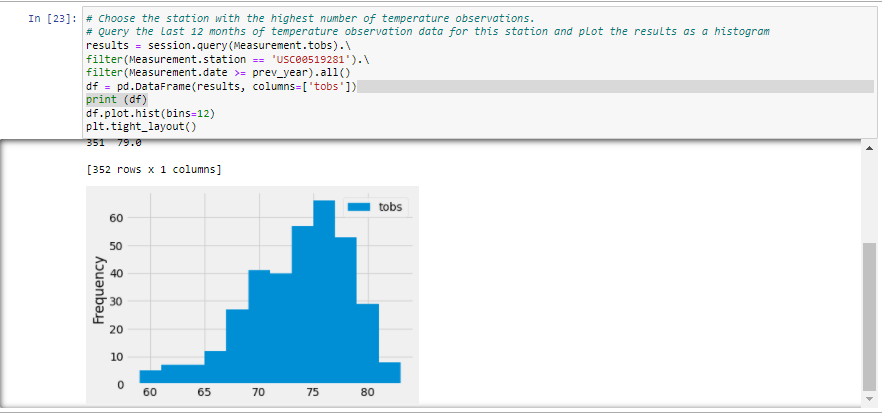 In [23]:
# Choose the station with the highest number of temperature observations.
# Query the last 12 months of temperature observation data for this station and plot the results as a histogram
results = session.query(Measurement.tobs).\
filter(Measurement.station == 'USC00519281').\
filter(Measurement.date >= prev_year).all()
df = pd.DataFrame(results, columns=['tobs'])
print (df)
df.plot.hist(bins=12)
plt.tight_layout()
351 79.0
[352 rows x 1 columns]
tobs
Frequency
60
50
40
30
20
10
0
60 65 70 75 80